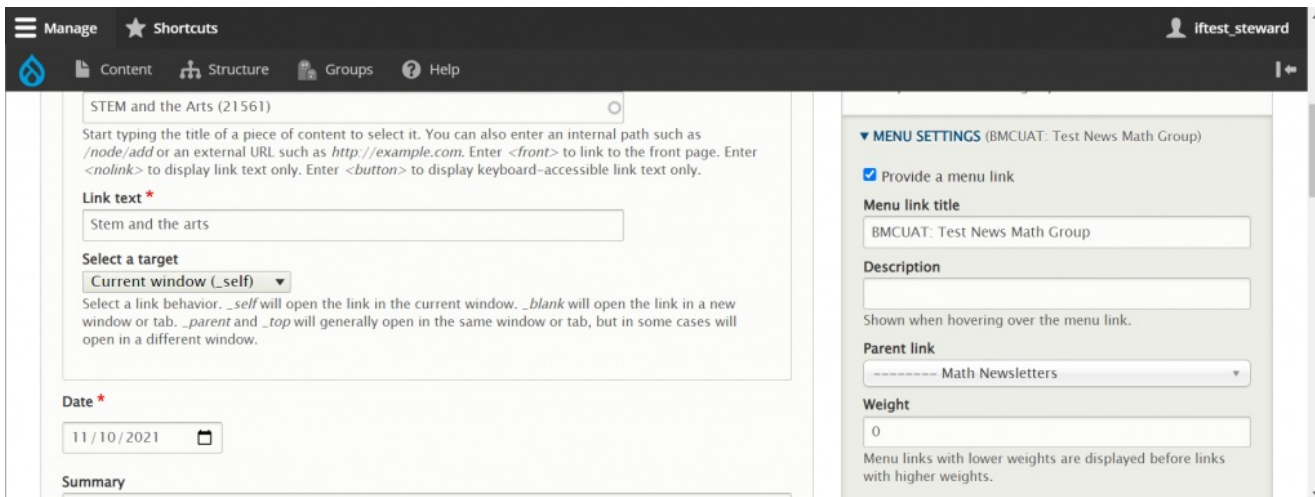 Manage
Shortcuts
iftest_steward
Content
Structure
Groups
Help
STEM and the Arts (21561)
Start typing the title of a piece of content to select it. You can also enter an internal path such as
/node/add or an external URL such as http://example.com. Enter <front> to link to the front page. Enter
<nolink> to display link text only. Enter <button> to display keyboard-accessible link text only.
Link text *
Stem and the arts
Select a target
Current window (_self)
Select a link behavior. _self will open the link in the current window. _blank will open the link in a new
window or tab. _parent and _top will generally open in the same window or tab, but in some cases will
open in a different window.
Date *
11/10/2021
Summary
MENU SETTINGS (BMCUAT: Test News Math Group)
Provide a menu link
Menu link title
BMCUAT: Test News Math Group
Description
Shown when hovering over the menu link.
Parent link
-------- Math Newsletters
Weight
0
Menu links with lower weights are displayed before links
with higher weights.